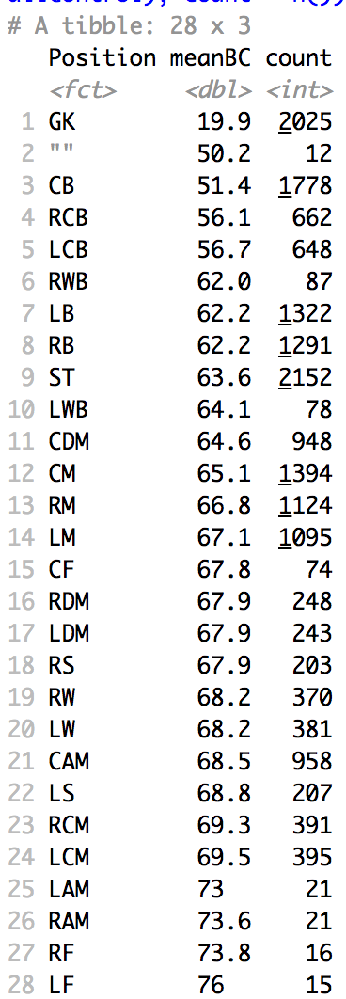 # A tibble: 28 x 3
Position meanBC count
<fct> <dbl> <int>
1 GK 19.9 2025
2 "" 50.2 12
3 CB 51.4 1778
4 RCB 56.1 662
5 LCB 56.7 648
6 RWB 62.0 87
7 LB 62.2 1322
8 RB 62.2 1291
9 ST 63.6 2152
10 LWB 64.1 78
11 CDM 64.6 948
12 CM 65.1 1394
13 RM 66.8 1124
14 LM 67.1 1095
15 CF 67.8 74
16 RDM 67.9 248
17 LDM 67.9 243
18 RS 67.9 203
19 RW 68.2 370
20 LW 68.2 381
21 CAM 68.5 958
22 LS 68.8 207
23 RCM 69.3 391
24 LCM 69.5 395
25 LAM 73 21
26 RAM 73.6 21
27 RF 73.8 16
28 LF 76 15